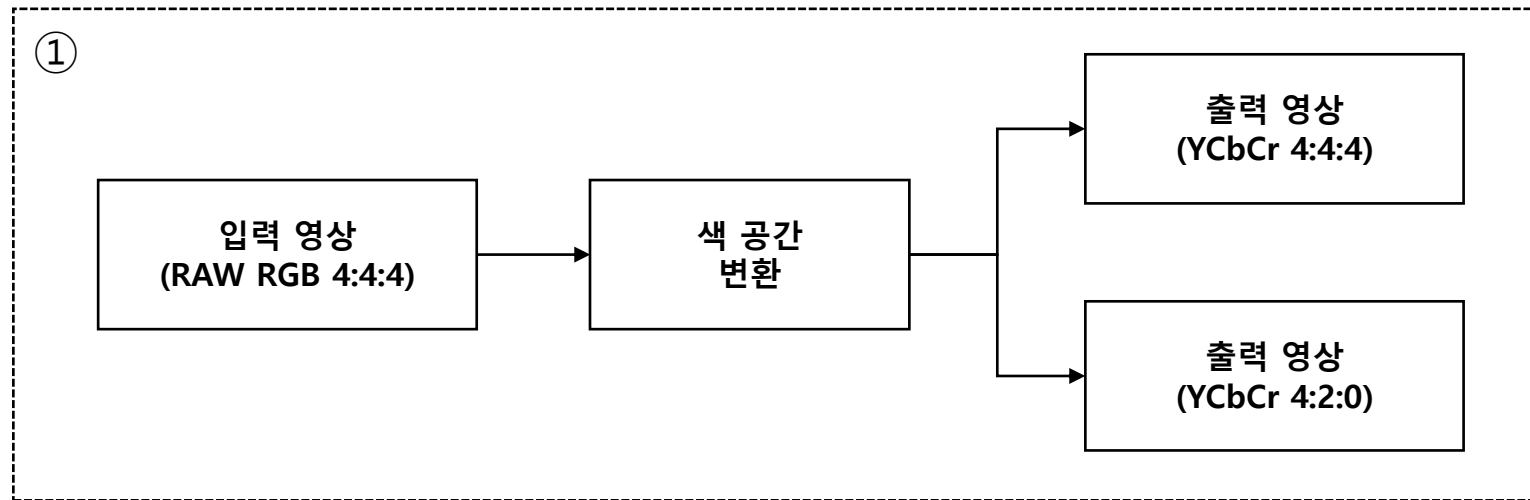 ①
입력 영상
(RAW RGB 4:4:4)
색 공간
변환
출력 영상
(YCbCr 4:4:4)
출력 영상
(YCbCr 4:2:0)